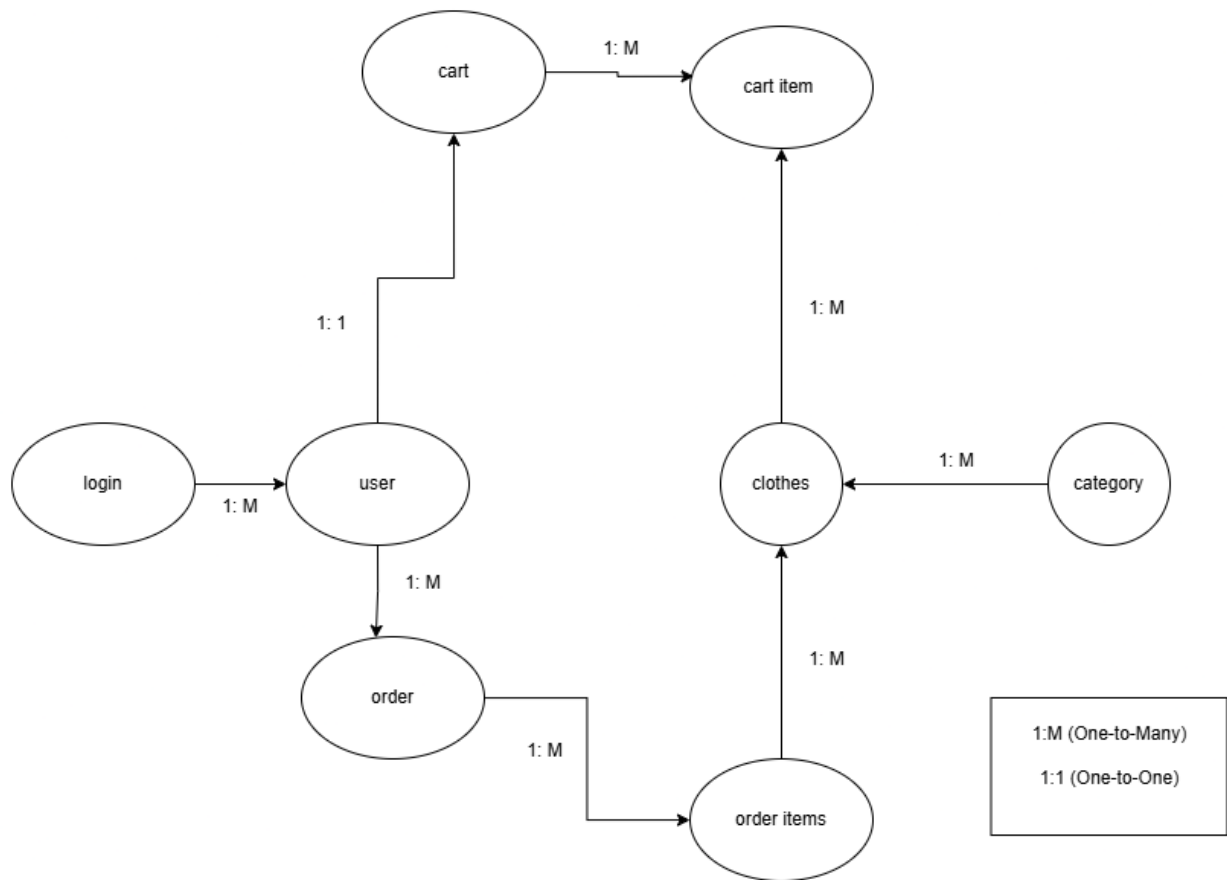 cart
1: M
cart item
1: 1
1: M
login
1: M
user
clothes
1: M
category
1: M
order
1: M
1: M
order items
1:M (One-to-Many)
1:1 (One-to-One)